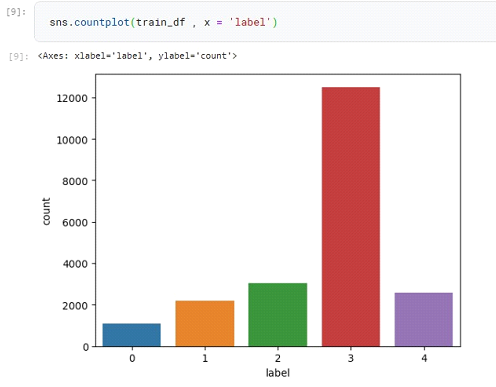 [9]:
sns.countplot(train_df , x = 'label')
[9]: <Axes: xlabel='label', ylabel='count'>
12000
10000
8000
6000
4000
2000
0
count
0 1 2 3 4
label